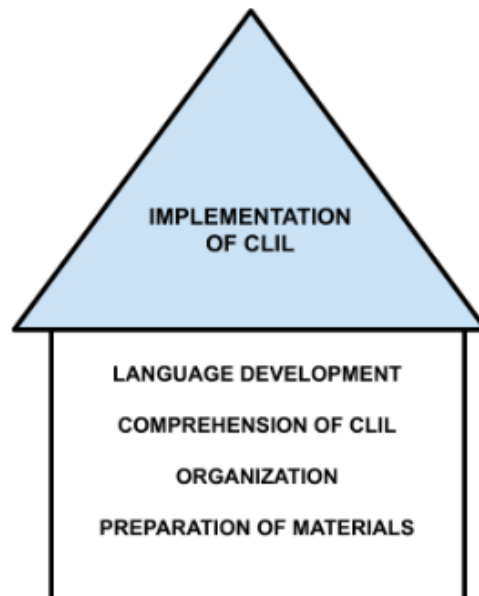 IMPLEMENTATION
OF CLIL
LANGUAGE DEVELOPMENT
COMPREHENSION OF CLIL
ORGANIZATION
PREPARATION OF MATERIALS